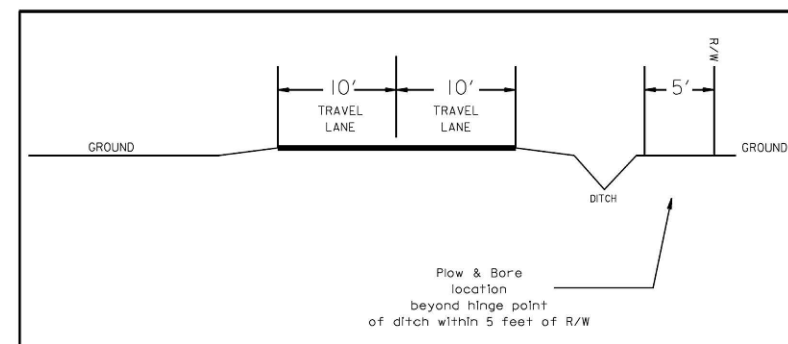 R/W
10' 10' 5'
TRAVEL LANE TRAVEL LANE
GROUND GROUND
DITCH
Plow & Bore
location
beyond hinge point
of ditch within 5 feet of R/W